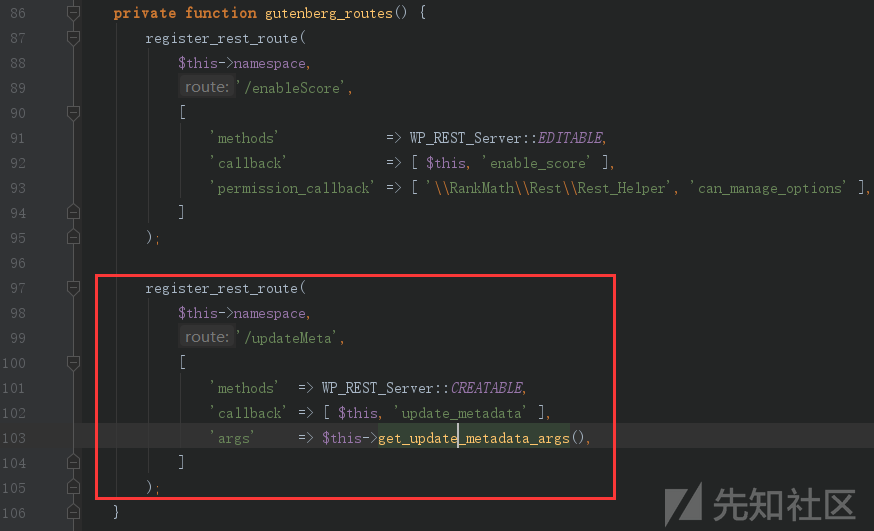 86 private function gutenberg_routes() {
87 register_rest_route(
88 $this->namespace,
89 route: '/enableScore',
90 [
91 'methods' => WP_REST_Server::EDITABLE,
92 'callback' => [ $this, 'enable_score' ],
93 'permission_callback' => [ '\\RankMath\\Rest\\Rest_Helper', 'can_manage_options' ],
94 ]
95 );
96
97 register_rest_route(
98 $this->namespace,
99 route: '/updateMeta',
100 [
101 'methods' => WP_REST_Server::CREATABLE,
102 'callback' => [ $this, 'update_metadata' ],
103 'args' => $this->get_update_metadata_args(),
104 ]
105 );
106 }
先知社区